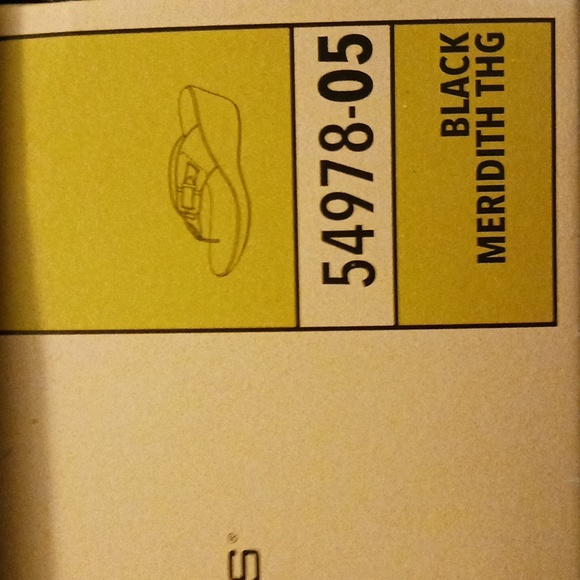 BLACK
MERIDITH THG
54978-05
S®